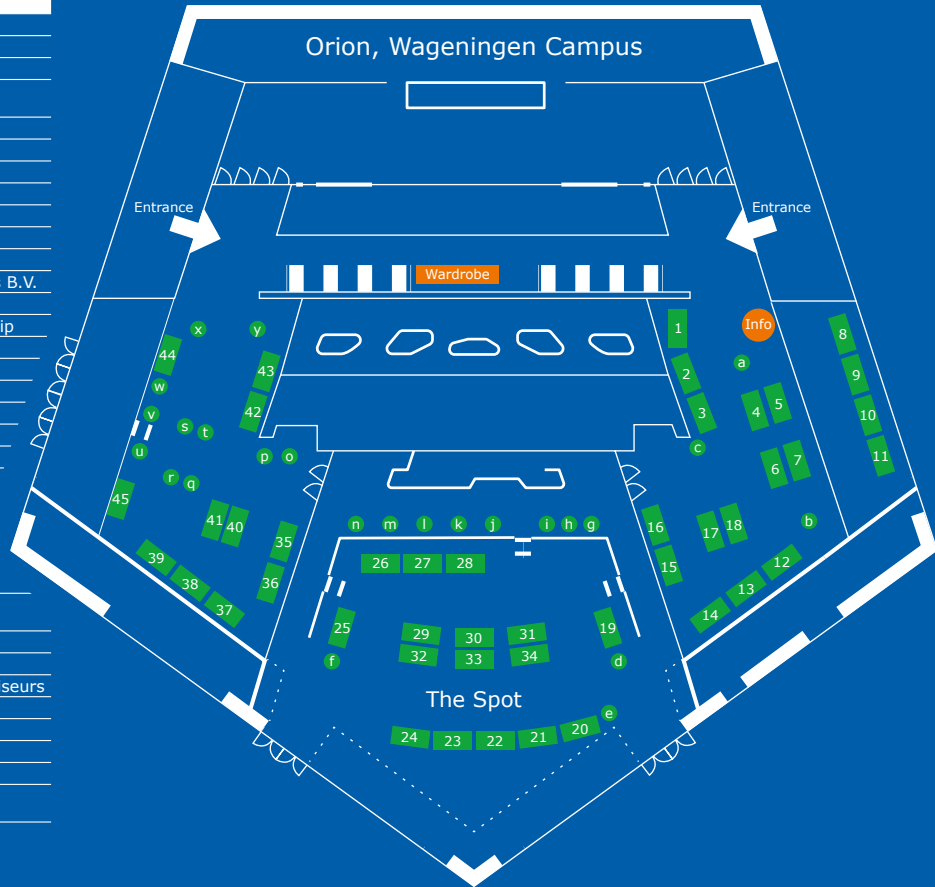 Orion, Wageningen Campus
Entrance
Entrance
Wardrobe
s B.V.
ip
Info
1
8
x
y
44
43
a
2
9
w
v
42
3
4
5
10
s
t
u
p
o
c
6
7
11
r
q
45
41
40
35
n
m
l
k
j
i
h
g
16
17
18
b
39
38
37
36
26
27
28
15
14
13
12
25
29
30
31
19
32
33
34
f
d
seurs
The Spot
e
24
23
22
21
20